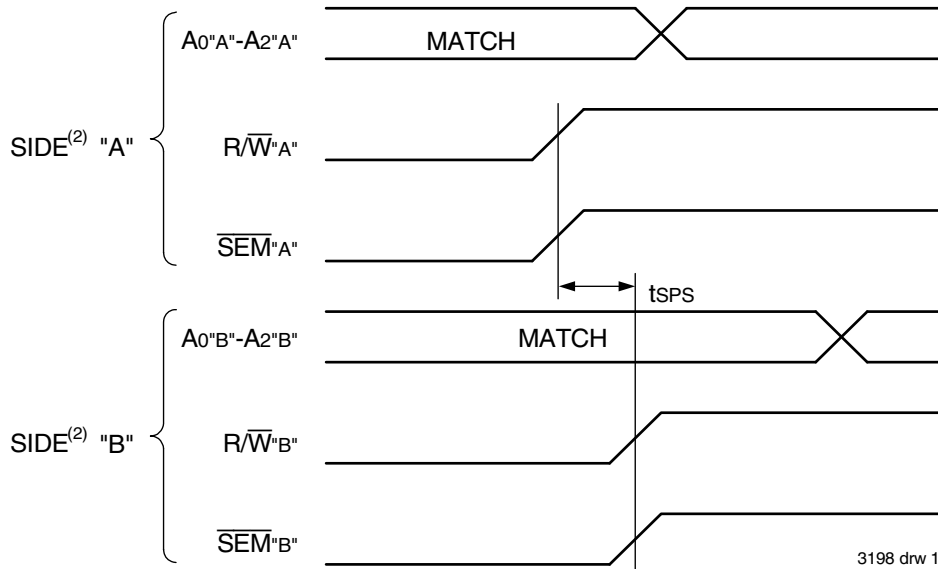 A0"A"-A2"A"
MATCH
SIDE(2) "A"
R/W"A"
SEM"A"
tSPS
A0"B"-A2"B"
MATCH
SIDE(2) "B"
R/W"B"
SEM"B"
3198 drw 1